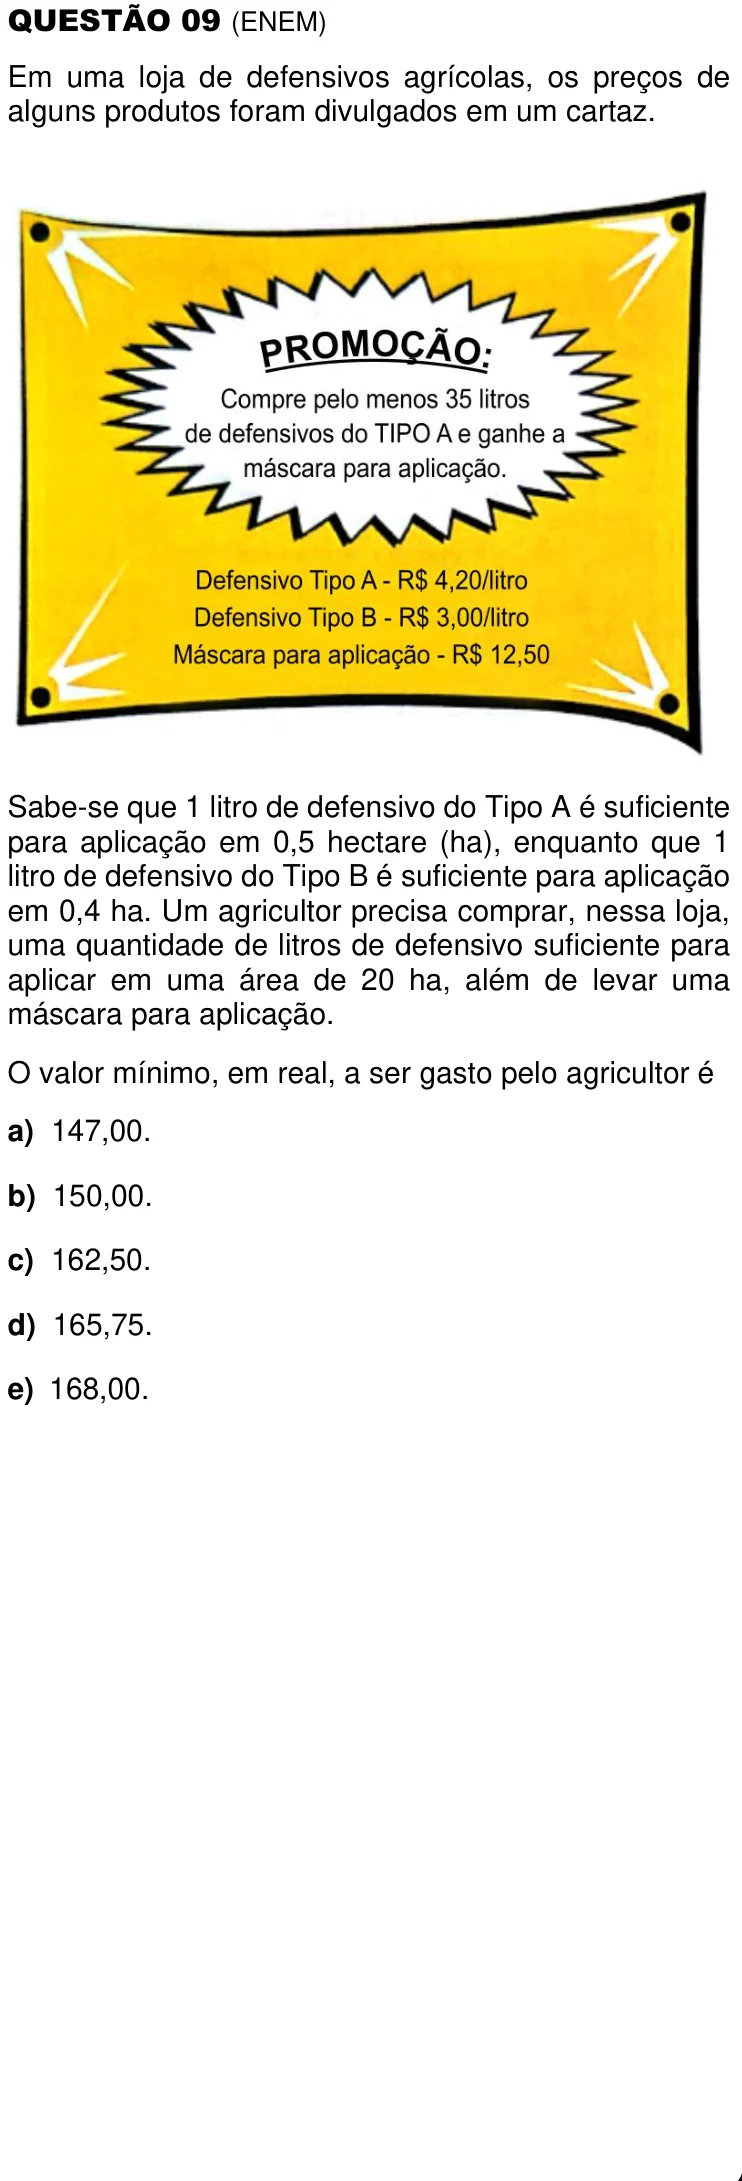 QUESTÃO 09 (ENEM)
Em uma loja de defensivos agrícolas, os preços de
alguns produtos foram divulgados em um cartaz.
PROMOÇÃO:
Compre pelo menos 35 litros
de defensivos do TIPO A e ganhe a
máscara para aplicação.
Defensivo Tipo A - R$ 4,20/litro
Defensivo Tipo B - R$ 3,00/litro
Máscara para aplicação - R$ 12,50
Sabe-se que 1 litro de defensivo do Tipo A é suficiente
para aplicação em 0,5 hectare (ha), enquanto que 1
litro de defensivo do Tipo B é suficiente para aplicação
em 0,4 ha. Um agricultor precisa comprar, nessa loja,
uma quantidade de litros de defensivo suficiente para
aplicar em uma área de 20 ha, além de levar uma
máscara para aplicação.
O valor mínimo, em real, a ser gasto pelo agricultor é
a) 147,00.
b) 150,00.
c) 162,50.
d) 165,75.
e) 168,00.